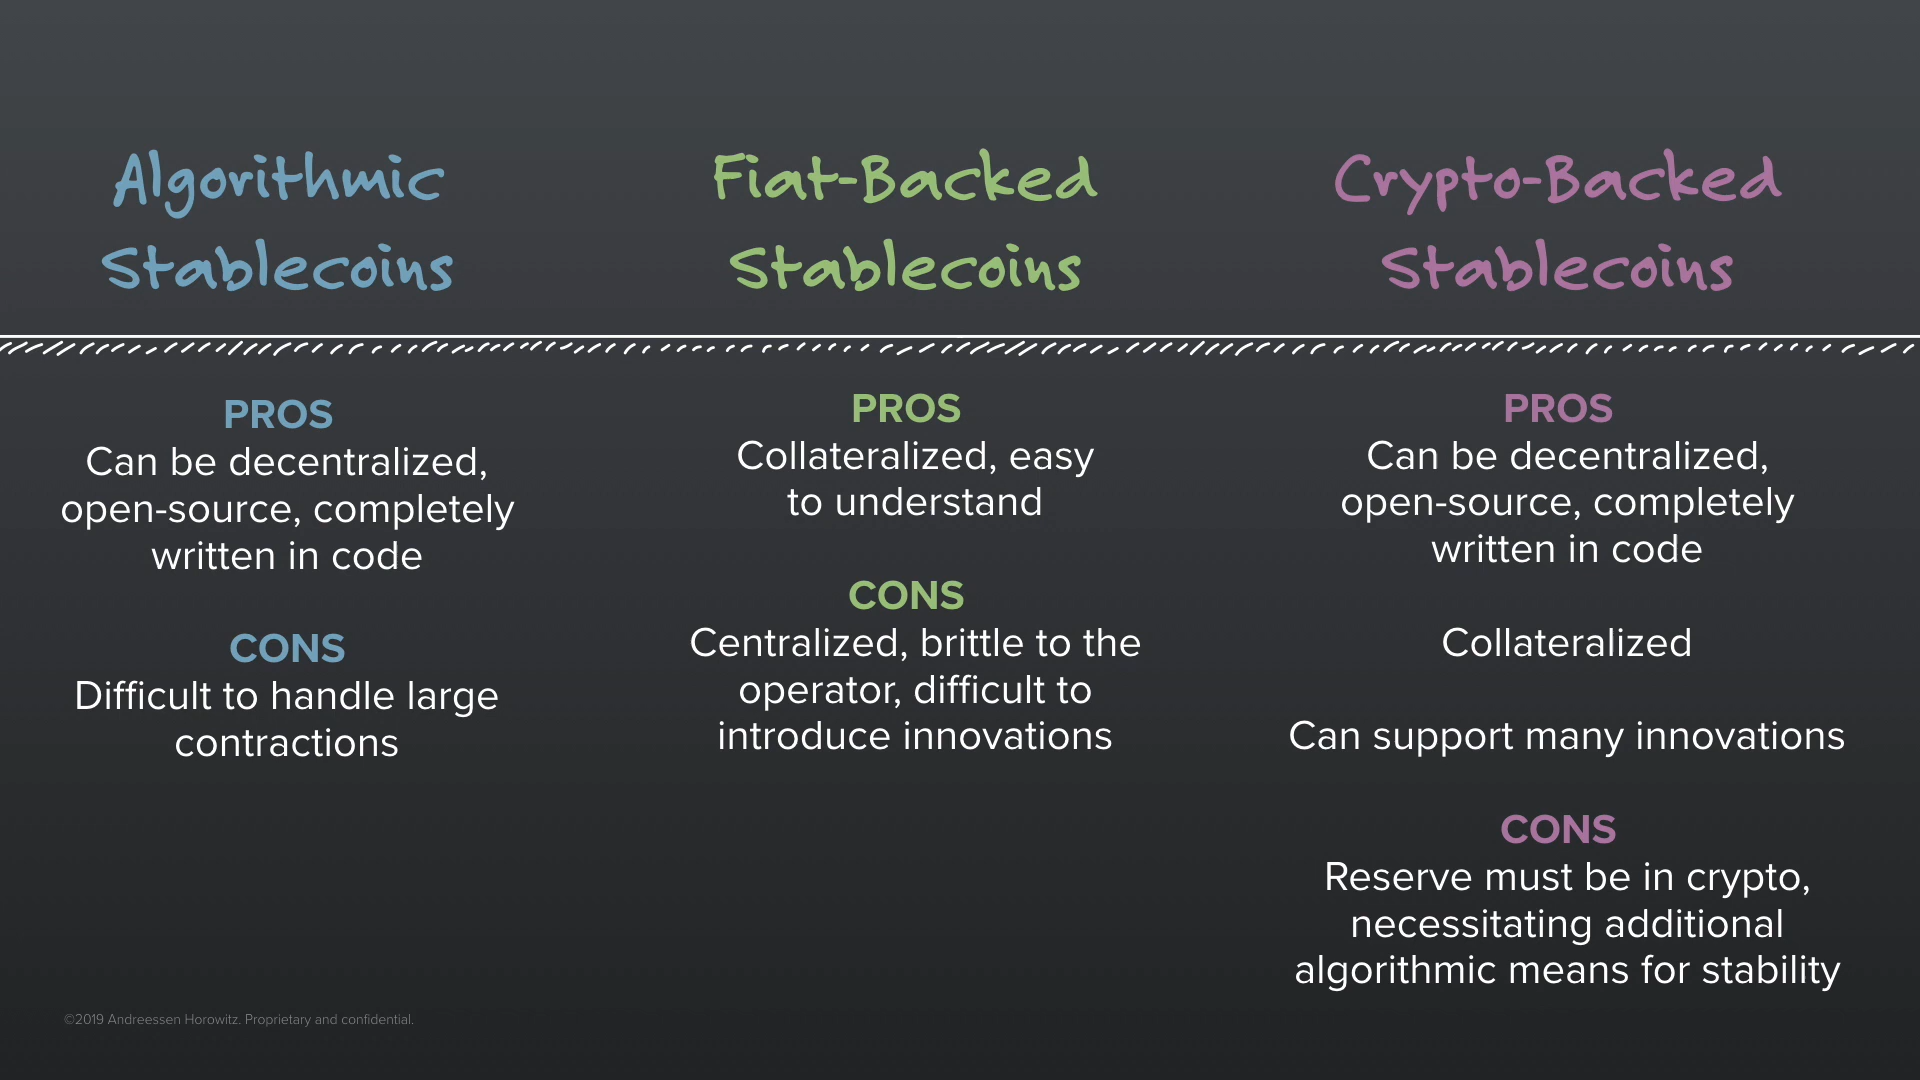 Algorithmic
Stablecoins
PROS
Can be decentralized,
open-source, completely
written in code
CONS
Difficult to handle large
contractions
Fiat-Backed
Stablecoins
PROS
Collateralized, easy
to understand
CONS
Centralized, brittle to the
operator, difficult to
introduce innovations
Crypto-Backed
Stablecoins
PROS
Can be decentralized,
open-source, completely
written in code
Collateralized
Can support many innovations
CONS
Reserve must be in crypto,
necessitating additional
algorithmic means for stability
©2019 Andreessen Horowitz. Proprietary and confidential.